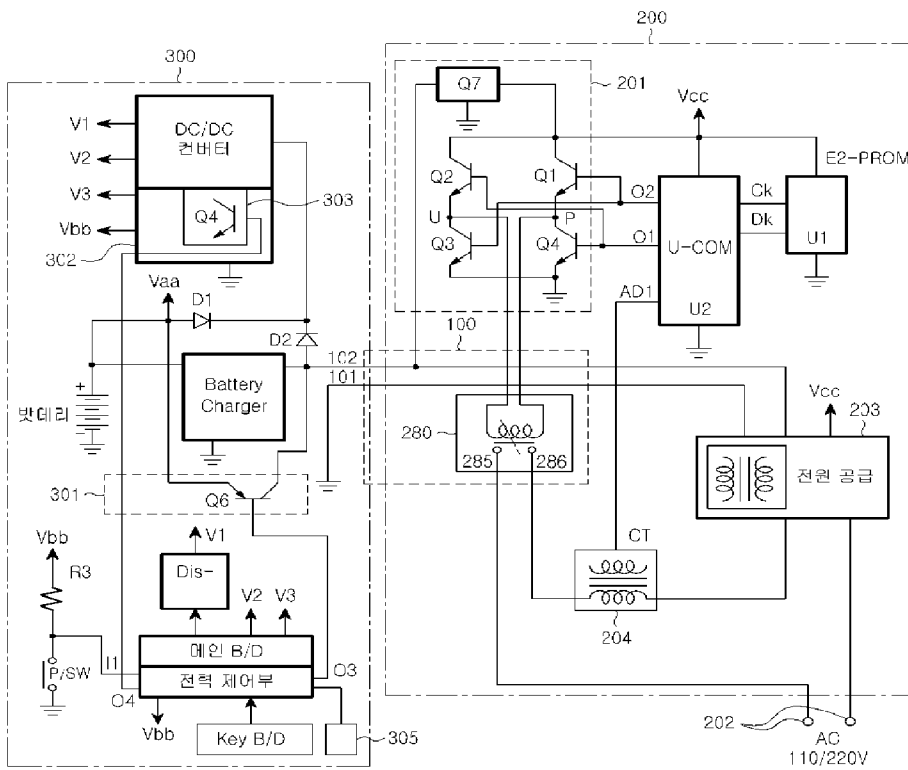 200
300
Q7
201
Vcc
V1
DC/DC
컨버터
V2
E2-PROM
Q2
Q1
V3
Q4
303
O2
Ck
U
P
Dk
Vbb
Q3
Q4
O1
U-COM
U1
302
Vaa
D1
AD1
U2
100
D2
102
101
Battery
Charger
Vcc
밧데리
203
280
285
286
전원 공급
301
Q6
Vbb
V1
CT
R3
Dis-
V2
V3
204
메인 B/D
I1
O3
P/SW
전력 제어부
O4
202
Vbb
Key B/D
305
AC
110/220V